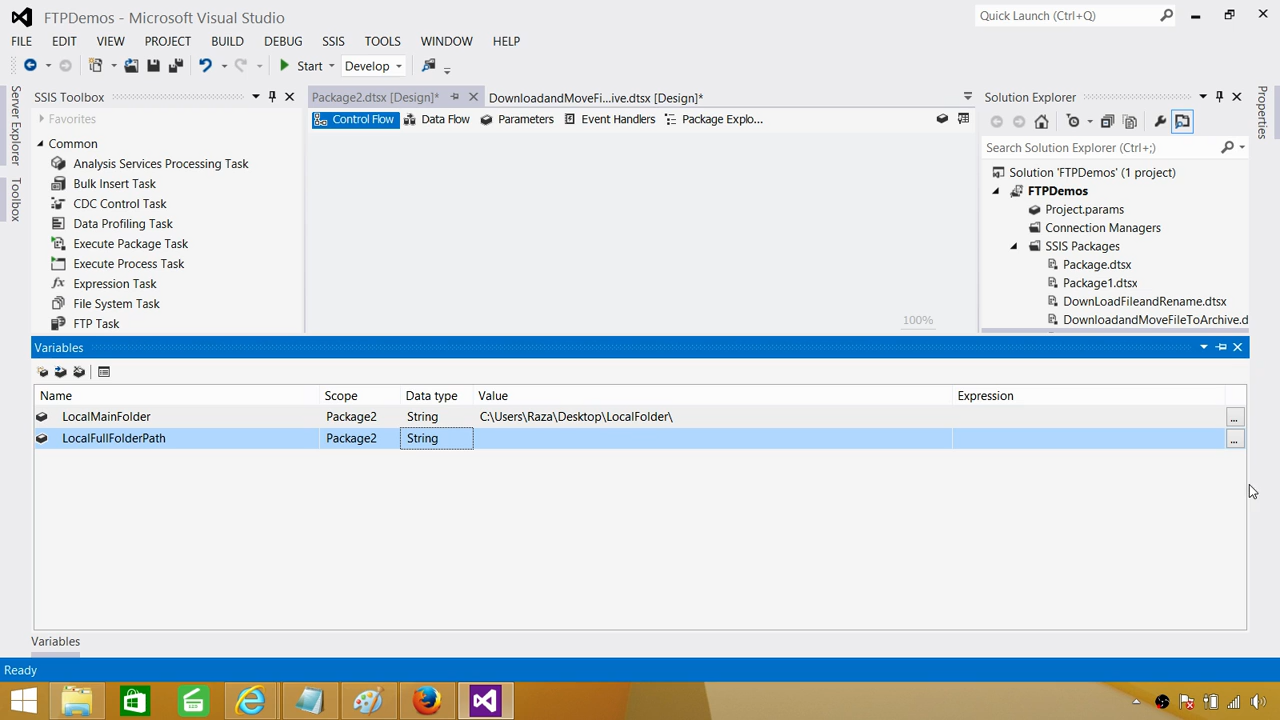 FTPDemos - Microsoft Visual Studio
Quick Launch (Ctrl+Q)
FILE EDIT VIEW PROJECT BUILD DEBUG SSIS TOOLS WINDOW HELP
Start Develop
Server Explorer
Toolbox
SSIS Toolbox
Favorites
Common
Analysis Services Processing Task
Bulk Insert Task
CDC Control Task
Data Profiling Task
Execute Package Task
Execute Process Task
Expression Task
File System Task
FTP Task
Package2.dtsx [Design]* DownloadandMoveFi...ive.dtsx [Design]*
Control Flow Data Flow Parameters Event Handlers Package Explo...
100%
Solution Explorer
Search Solution Explorer (Ctrl+;)
Solution 'FTPDemos' (1 project)
FTPDemos
Project.params
Connection Managers
SSIS Packages
Package.dtsx
Package1.dtsx
DownLoadFileandRename.dtsx
DownloadandMoveFileToArchive.d
Properties
Variables
Name Scope Data type Value Expression
LocalMainFolder Package2 String C:\Users\Raza\Desktop\LocalFolder\ ...
LocalFullFolderPath Package2 String ...
Variables
Ready